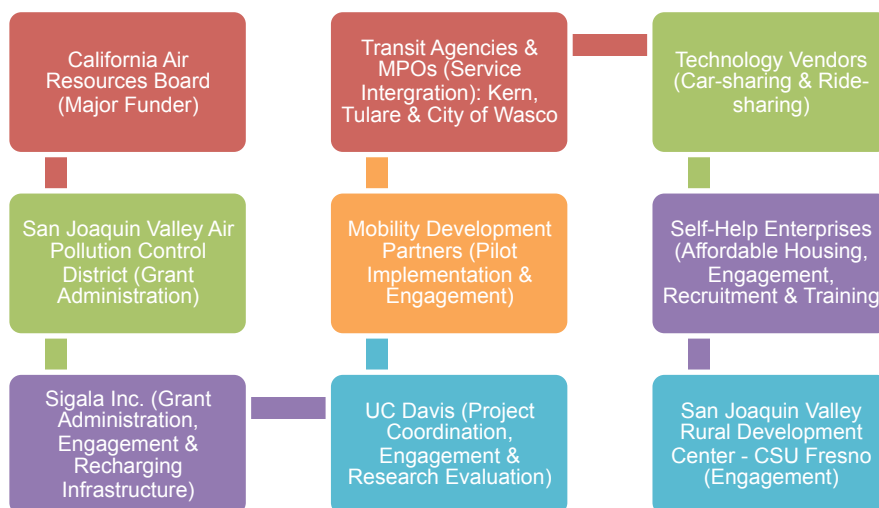 California Air
Resources Board
(Major Funder)
San Joaquin Valley Air
Pollution Control
District (Grant
Administration)
Sigala Inc. (Grant
Administration,
Engagement &
Recharging
Infrastructure)
UC Davis (Project
Coordination,
Engagement &
Research Evaluation)
Mobility Development
Partners (Pilot
Implementation &
Engagement)
Transit Agencies &
MPOs (Service
Intergration): Kern,
Tulare & City of Wasco
Technology Vendors
(Car-sharing & Ride-
sharing)
Self-Help Enterprises
(Affordable Housing,
Engagement,
Recruitment & Training
San Joaquin Valley
Rural Development
Center - CSU Fresno
(Engagement)